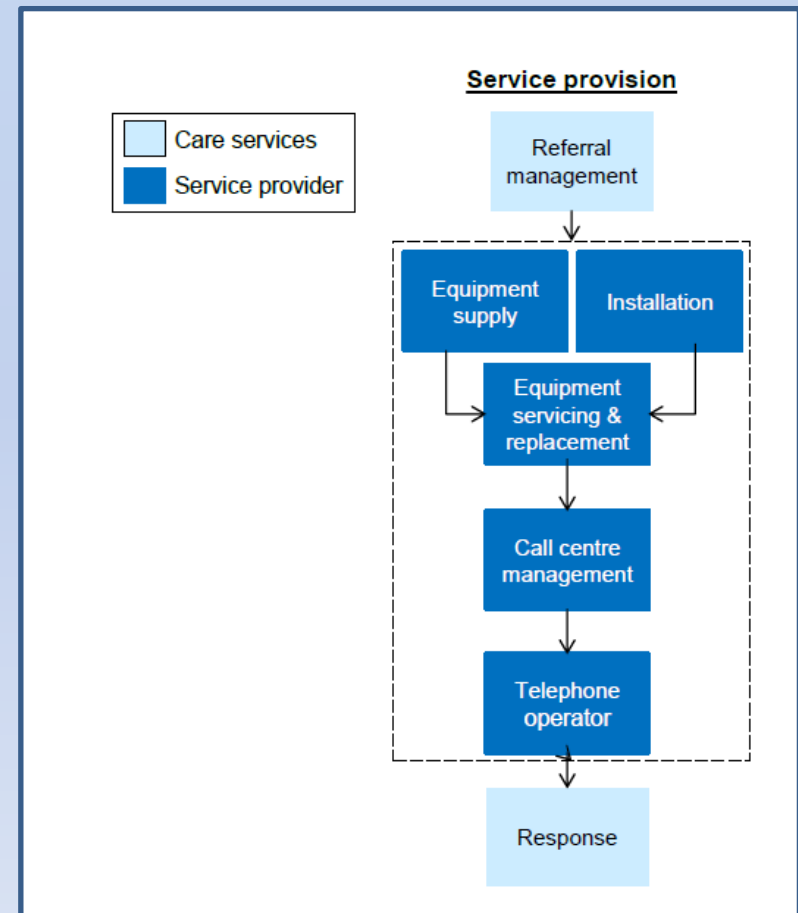 Service provision
Care services
Service provider
Referral
management
Equipment
supply
Installation
Equipment
servicing &
replacement
Call centre
management
Telephone
operator
Response